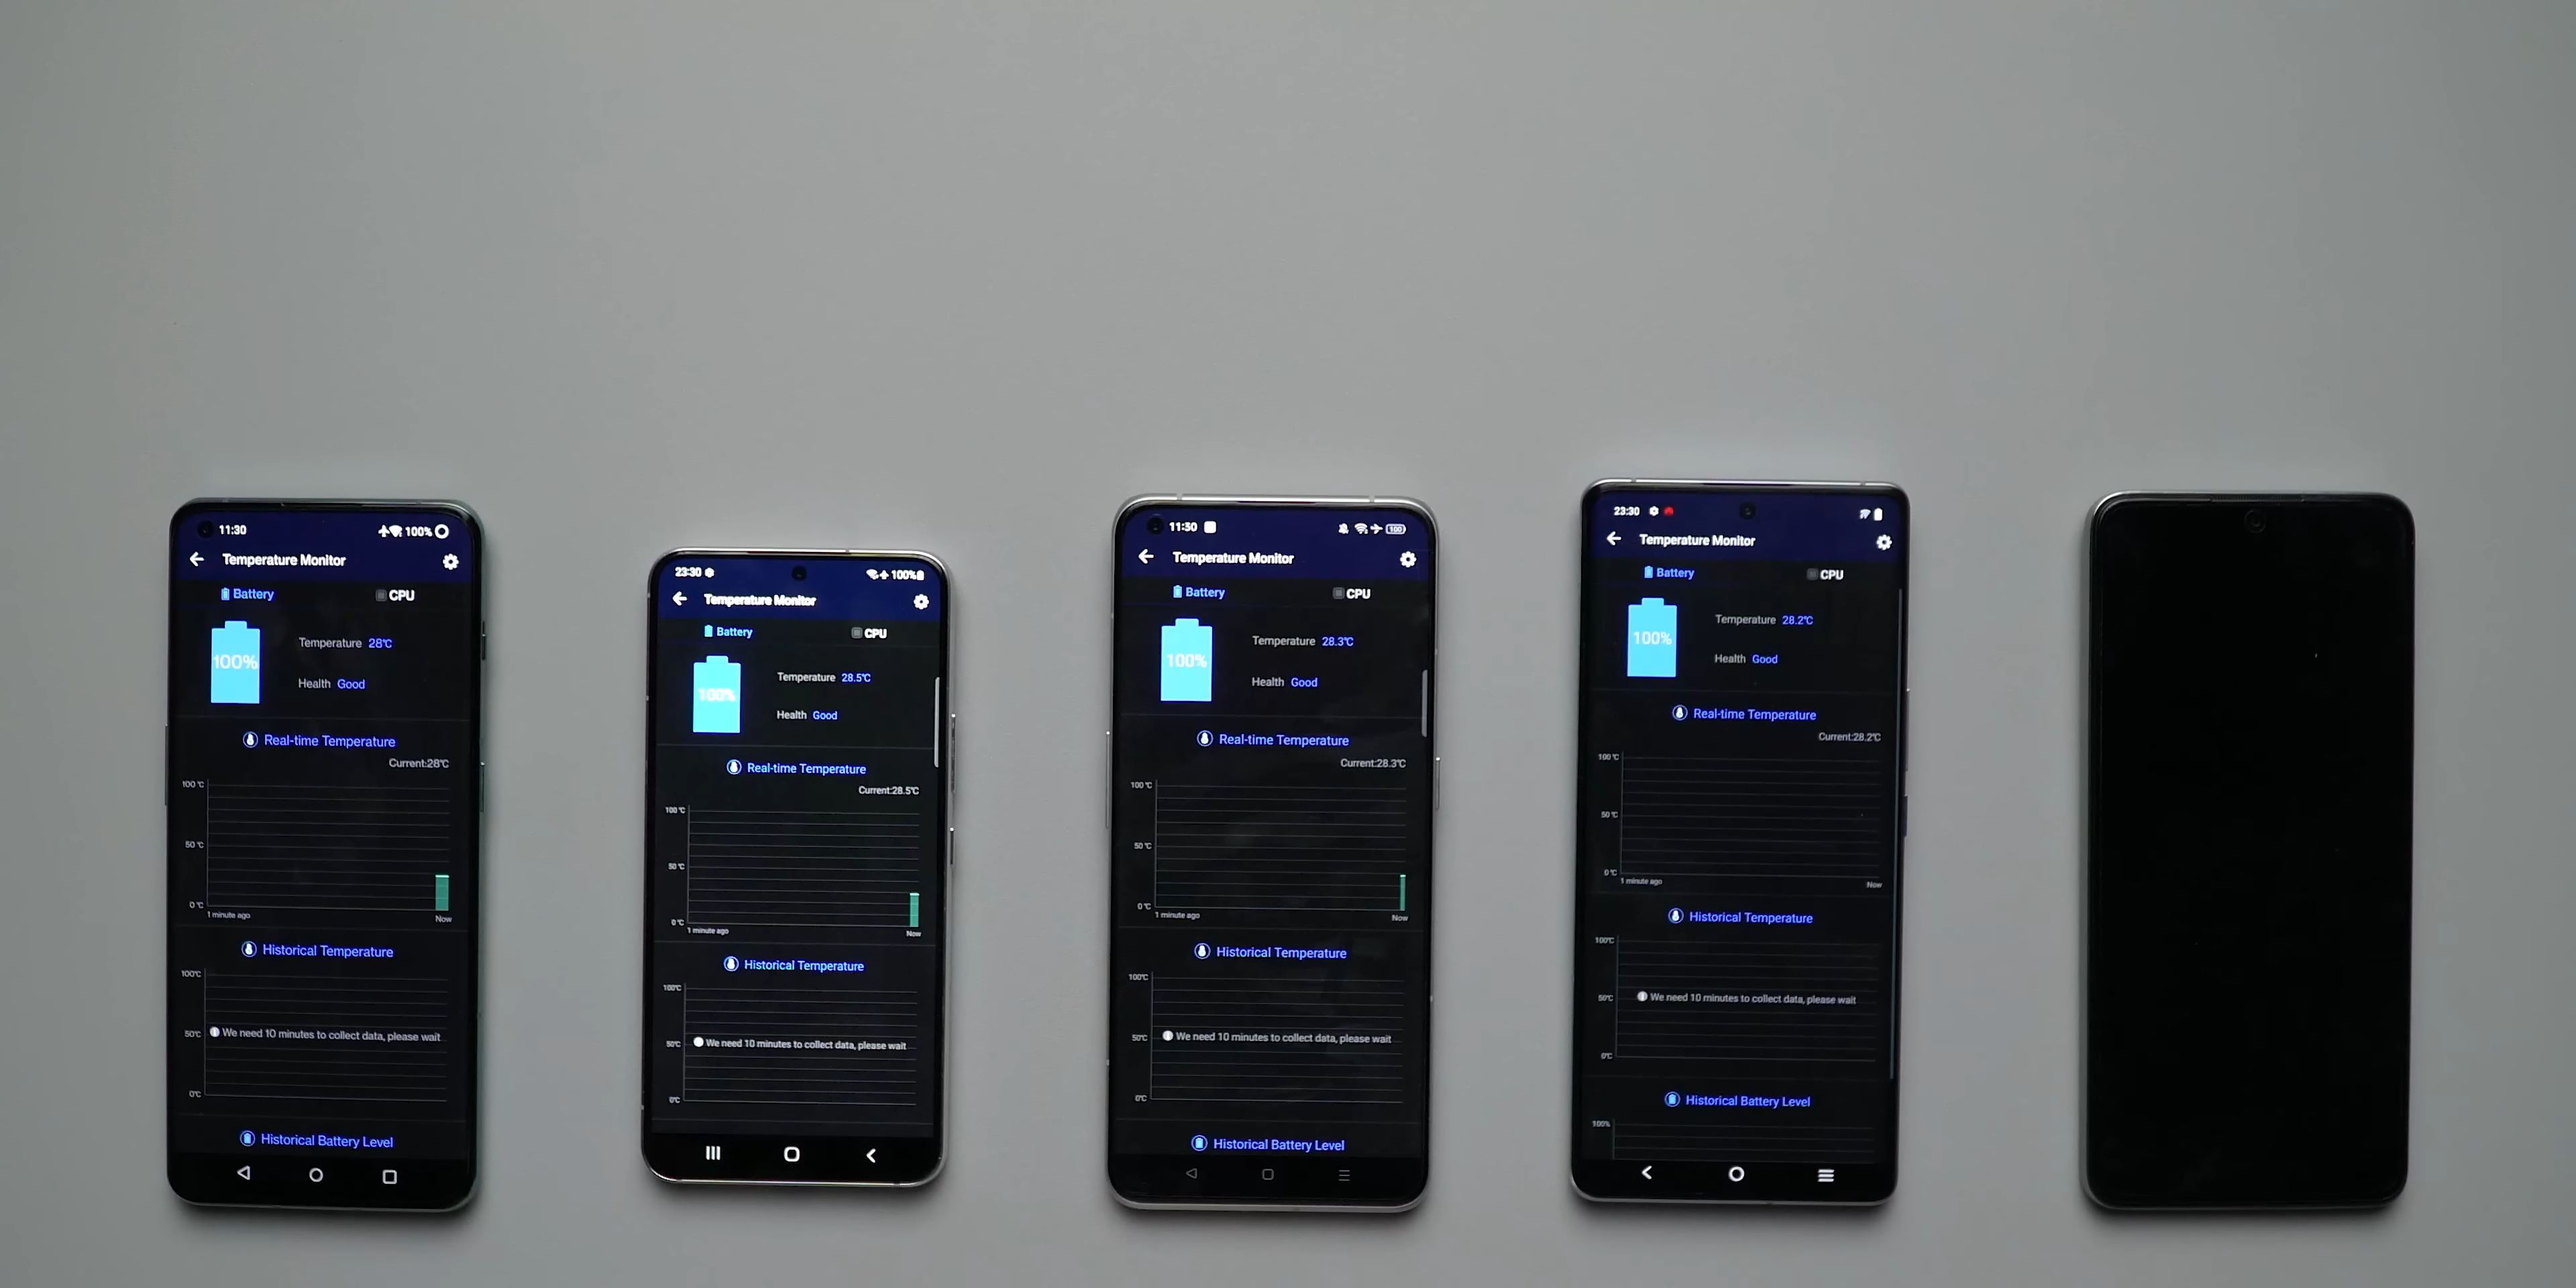 11:30 100%
Temperature Monitor
Battery CPU
100%
Temperature 28°C
Health Good
Real-time Temperature
Current:28°C
100 °C
50 °C
0 °C
1 minute ago Now
Historical Temperature
100°C
50°C We need 10 minutes to collect data, please wait
0°C
Historical Battery Level
23:30 100%
Temperature Monitor
Battery CPU
100%
Temperature 28.5°C
Health Good
Real-time Temperature
Current:28.5°C
100 °C
50 °C
0 °C
1 minute ago Now
Historical Temperature
100°C
50°C We need 10 minutes to collect data, please wait
0°C
11:30 100
Temperature Monitor
Battery CPU
100%
Temperature 28.3°C
Health Good
Real-time Temperature
Current:28.3°C
100 °C
50 °C
0 °C
1 minute ago Now
Historical Temperature
100°C
50°C We need 10 minutes to collect data, please wait
0°C
Historical Battery Level
23:30
Temperature Monitor
Battery CPU
100%
Temperature 28.2°C
Health Good
Real-time Temperature
Current:28.2°C
100 °C
50 °C
0 °C
1 minute ago Now
Historical Temperature
100°C
50°C We need 10 minutes to collect data, please wait
0°C
Historical Battery Level
100%